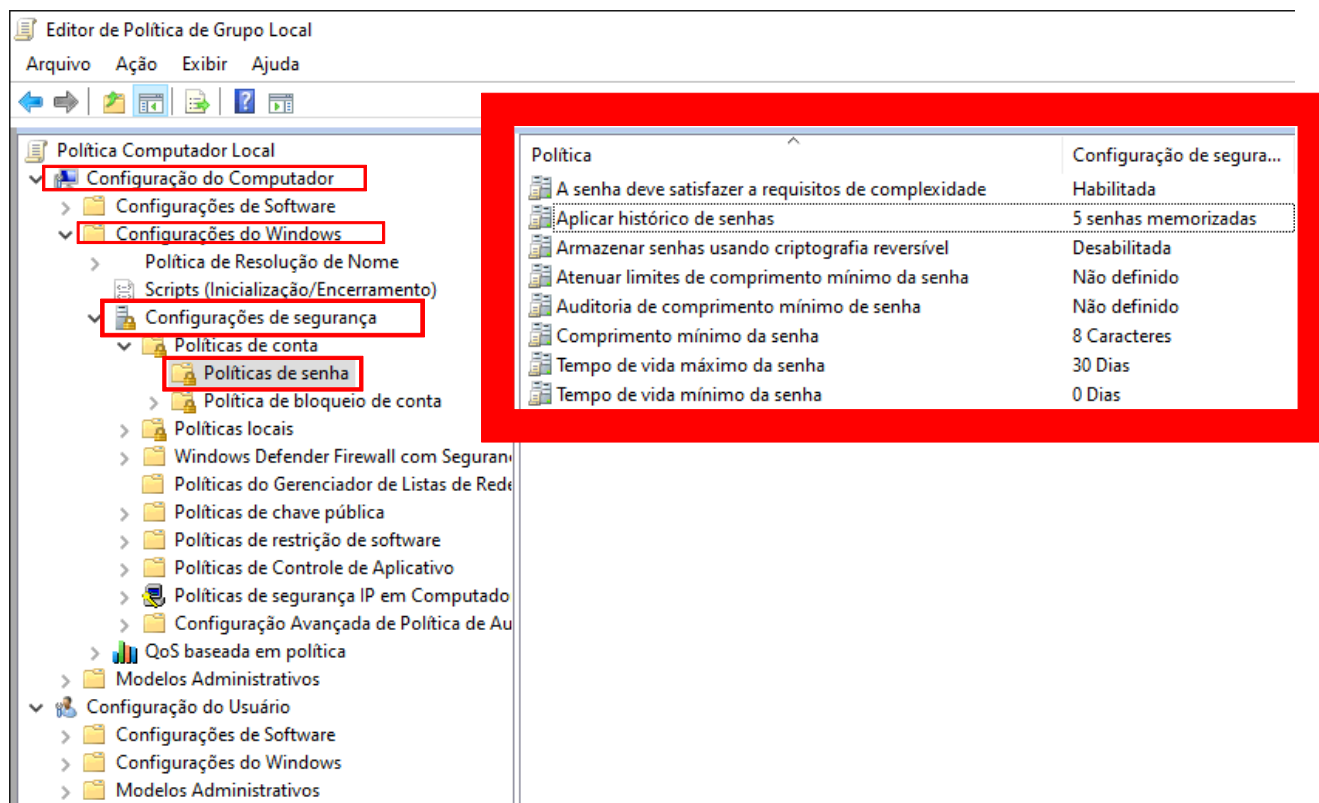 Editor de Política de Grupo Local
Arquivo Ação Exibir Ajuda
Política Computador Local
Configuração do Computador
Configurações de Software
Configurações do Windows
Política de Resolução de Nome
Scripts (Inicialização/Encerramento)
Configurações de segurança
Políticas de conta
Políticas de senha
Política de bloqueio de conta
Políticas locais
Windows Defender Firewall com Seguran
Políticas do Gerenciador de Listas de Rede
Políticas de chave pública
Políticas de restrição de software
Políticas de Controle de Aplicativo
Políticas de segurança IP em Computado
Configuração Avançada de Política de Au
QoS baseada em política
Modelos Administrativos
Configuração do Usuário
Configurações de Software
Configurações do Windows
Modelos Administrativos
Política Configuração de segura...
A senha deve satisfazer a requisitos de complexidade Habilitada
Aplicar histórico de senhas 5 senhas memorizadas
Armazenar senhas usando criptografia reversível Desabilitada
Atenuar limites de comprimento mínimo da senha Não definido
Auditoria de comprimento mínimo de senha Não definido
Comprimento mínimo da senha 8 Caracteres
Tempo de vida máximo da senha 30 Dias
Tempo de vida mínimo da senha 0 Dias